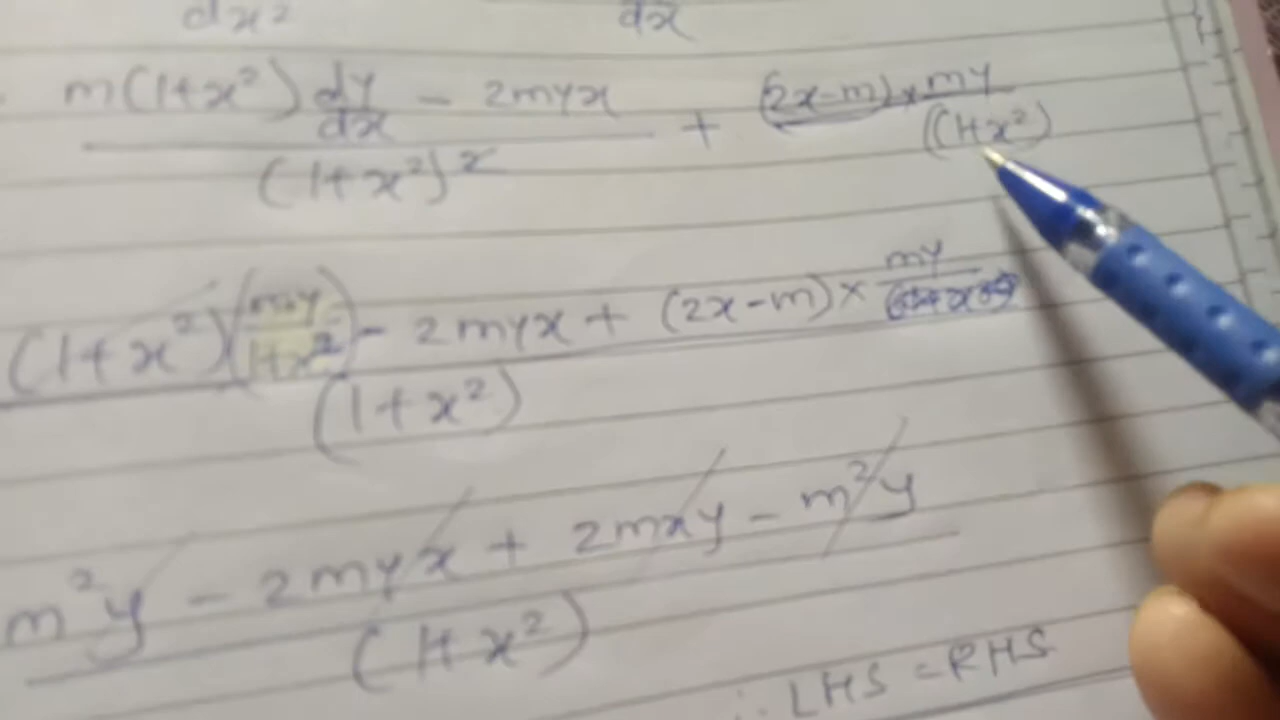 dx² dx
m(1+x²) dy/dx - 2myx / (1+x²)² + (2x-m) × my / (1+x²)
(1+x²)(my / 1+x²) - 2myx + (2x-m) × my
(1+x²)
m²y - 2myx + 2mxy - m²y
(1+x²)
∴ LHS = RHS